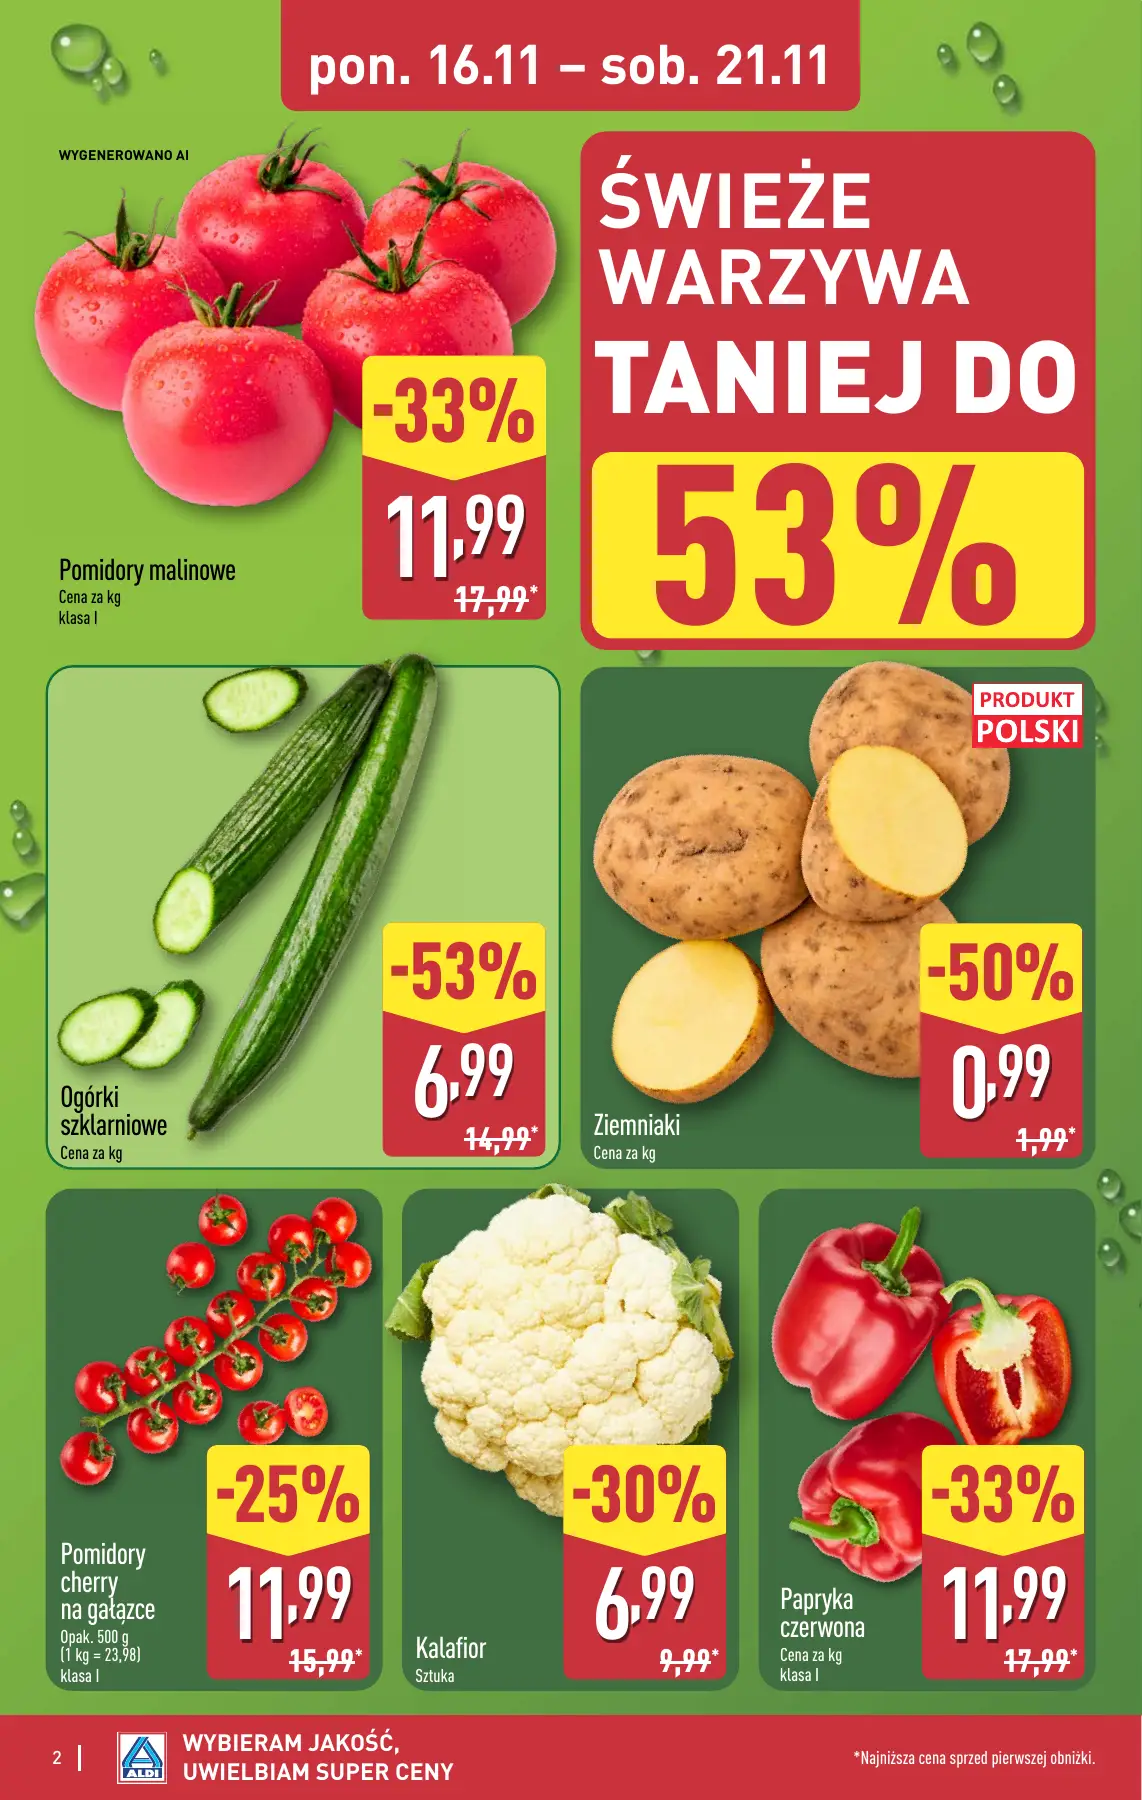 pon. 16.11 – sob. 21.11
WYGENEROWANO AI
ŚWIEŻE
WARZYWA
TANIEJ DO
53%
-33%
11,99
17,99*
Pomidory malinowe
Cena za kg
klasa I
PRODUKT
POLSKI
-53%
6,99
14,99*
Ogórki
szklarniowe
Cena za kg
-50%
0,99
1,99*
Ziemniaki
Cena za kg
-25%
11,99
15,99*
Pomidory
cherry
na gałązce
Opak. 500 g
(1 kg = 23,98)
klasa I
-30%
6,99
9,99*
Kalafior
Sztuka
-33%
11,99
17,99*
Papryka
czerwona
Cena za kg
klasa I
2
ALDI
WYBIERAM JAKOŚĆ,
UWIELBIAM SUPER CENY
*Najniższa cena sprzed pierwszej obniżki.